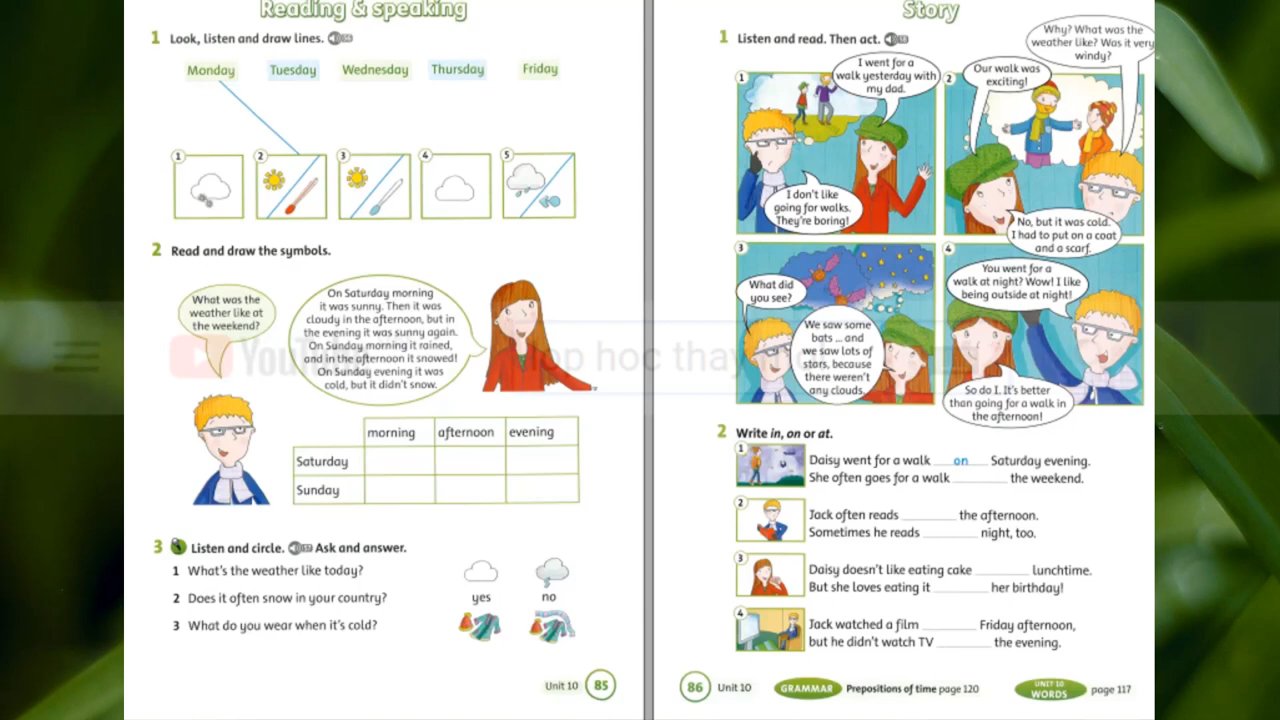 Reading & speaking
1 Look, listen and draw lines.
Monday Tuesday Wednesday Thursday Friday
1 2 3 4 5
2 Read and draw the symbols.
What was the
weather like at
the weekend?
On Saturday morning
it was sunny. Then it was
cloudy in the afternoon, but in
the evening it was sunny again.
On Sunday morning it rained,
and in the afternoon it snowed!
On Sunday evening it was
cold, but it didn't snow.
morning afternoon evening
Saturday
Sunday
3 Listen and circle. Ask and answer.
1 What's the weather like today?
2 Does it often snow in your country? yes no
3 What do you wear when it's cold?
Unit 10 85
Story
1 Listen and read. Then act.
1
I went for a
walk yesterday with
my dad.
I don't like
going for walks.
They're boring!
2
Our walk was
exciting!
Why? What was the
weather like? Was it very
windy?
No, but it was cold.
I had to put on a coat
and a scarf.
3
What did
you see?
We saw some
bats ... and
we saw lots of
stars, because
there weren't
any clouds.
4
You went for a
walk at night? Wow! I like
being outside at night!
So do I. It's better
than going for a walk in
the afternoon!
2 Write in, on or at.
1 Daisy went for a walk on Saturday evening.
She often goes for a walk ________ the weekend.
2 Jack often reads ________ the afternoon.
Sometimes he reads ________ night, too.
3 Daisy doesn't like eating cake ________ lunchtime.
But she loves eating it ________ her birthday!
4 Jack watched a film ________ Friday afternoon,
but he didn't watch TV ________ the evening.
86 Unit 10 GRAMMAR Prepositions of time page 120 UNIT 10 WORDS page 117